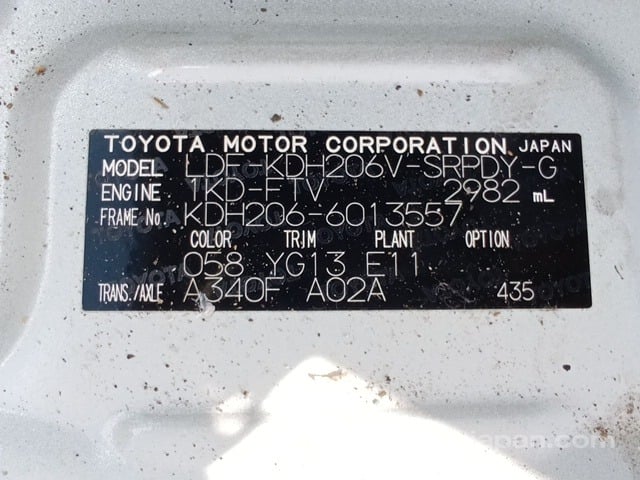 TOYOTA MOTOR CORPORATION JAPAN
MODEL LDF-KDH206V-SRPDY-G
ENGINE 1KD-FTV 2982 mL
FRAME No. KDH206-6013557
COLOR TRIM PLANT OPTION
058 YG13 E11
TRANS./AXLE A340F A02A 435